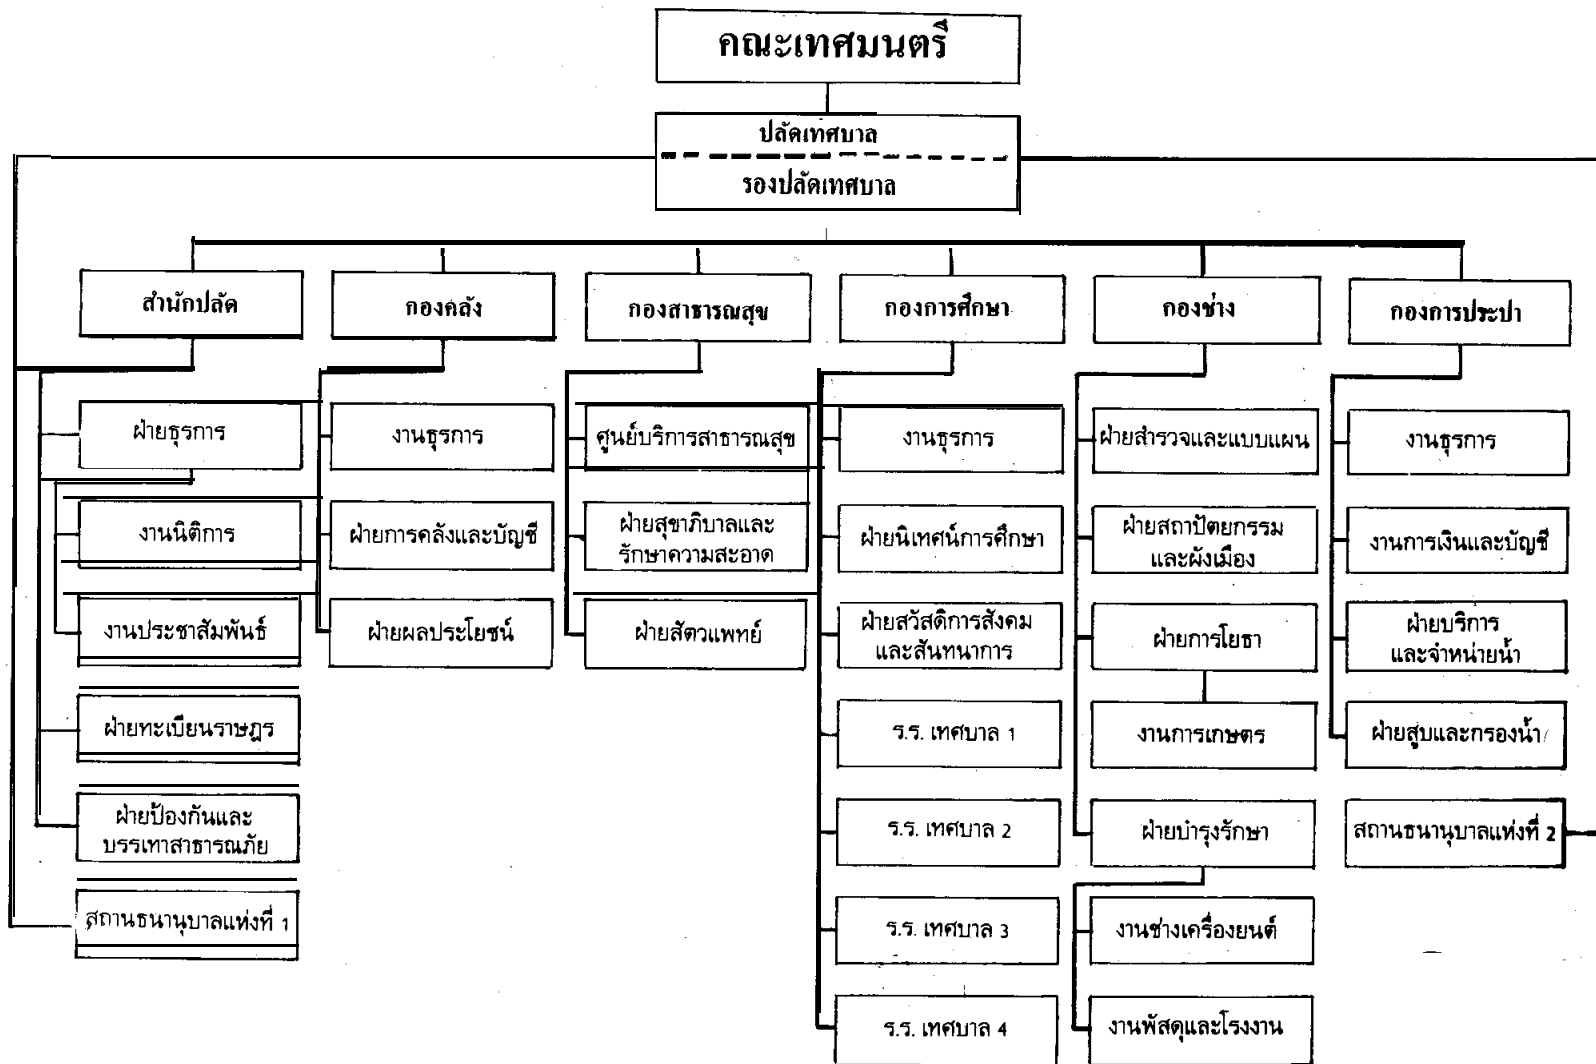 คณะเทศมนตรี
ปลัดเทศบาล
รองปลัดเทศบาล
สำนักปลัด
กองคลัง
กองสาธารณสุข
กองการศึกษา
กองช่าง
กองการประปา
ฝ่ายธุรการ
งานธุรการ
ศูนย์บริการสาธารณสุข
งานธุรการ
ฝ่ายสำรวจและแบบแผน
งานธุรการ
งานนิติการ
ฝ่ายการคลังและบัญชี
ฝ่ายสุขาภิบาลและ
รักษาความสะอาด
ฝ่ายนิเทศน์การศึกษา
ฝ่ายสถาปัตยกรรม
และผังเมือง
งานการเงินและบัญชี
งานประชาสัมพันธ์
ฝ่ายผลประโยชน์
ฝ่ายสัตวแพทย์
ฝ่ายสวัสดิการสังคม
และสันทนาการ
ฝ่ายการโยธา
ฝ่ายบริการ
และจำหน่ายน้ำ
ฝ่ายทะเบียนราษฎร
ร.ร. เทศบาล 1
งานการเกษตร
ฝ่ายสูบและกรองน้ำ
ฝ่ายป้องกันและ
บรรเทาสาธารณภัย
ร.ร. เทศบาล 2
ฝ่ายบำรุงรักษา
สถานธนานุบาลแห่งที่ 2
สถานธนานุบาลแห่งที่ 1
ร.ร. เทศบาล 3
งานช่างเครื่องยนต์
ร.ร. เทศบาล 4
งานพัสดุและโรงงาน